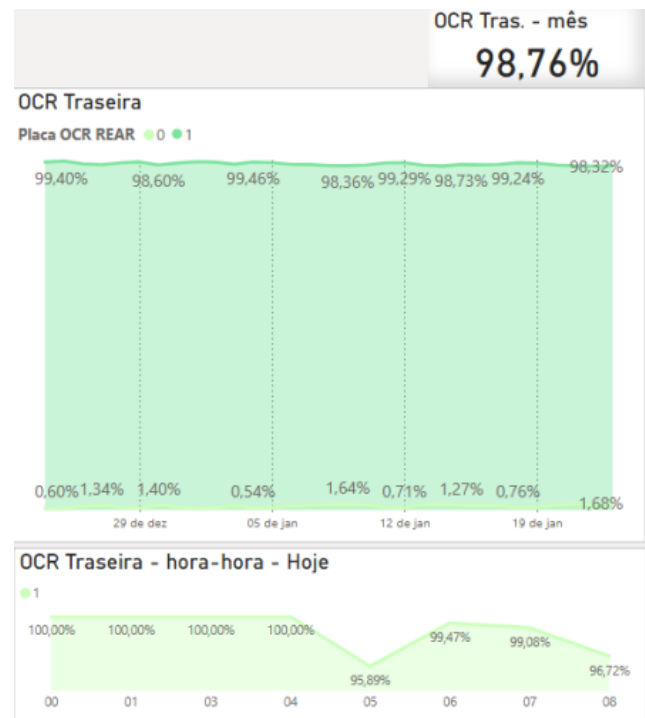 OCR Tras. - mês
98,76%
OCR Traseira
Placa OCR REAR 0 1
99,40% 98,60% 99,46% 98,36% 99,29% 98,73% 99,24% 98,32%
0,60% 1,34% 1,40% 0,54% 1,64% 0,71% 1,27% 0,76% 1,68%
29 de dez 05 de jan 12 de jan 19 de jan
OCR Traseira - hora-hora - Hoje
1
100,00% 100,00% 100,00% 100,00% 95,89% 99,47% 99,08% 96,72%
00 01 03 04 05 06 07 08